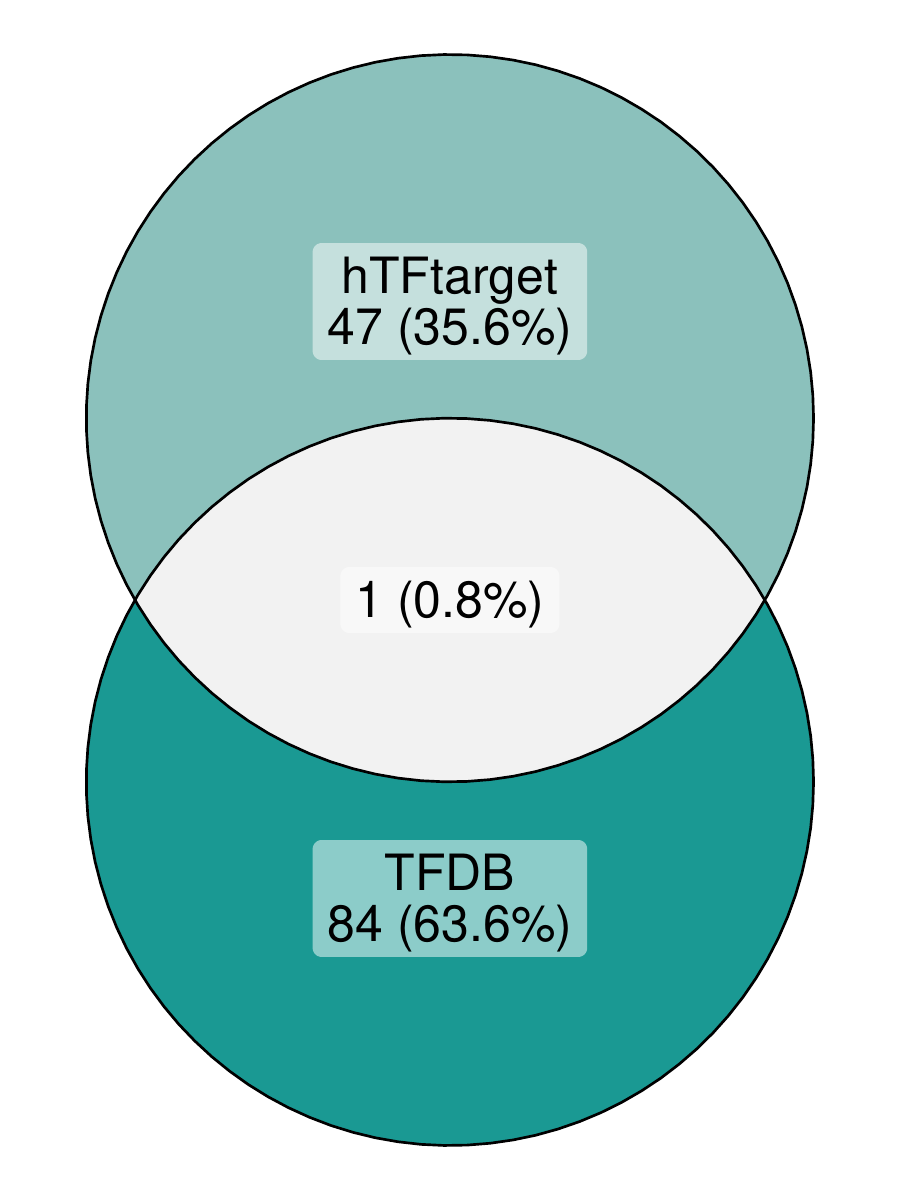 hTFtarget
47 (35.6%)
1 (0.8%)
TFDB
84 (63.6%)